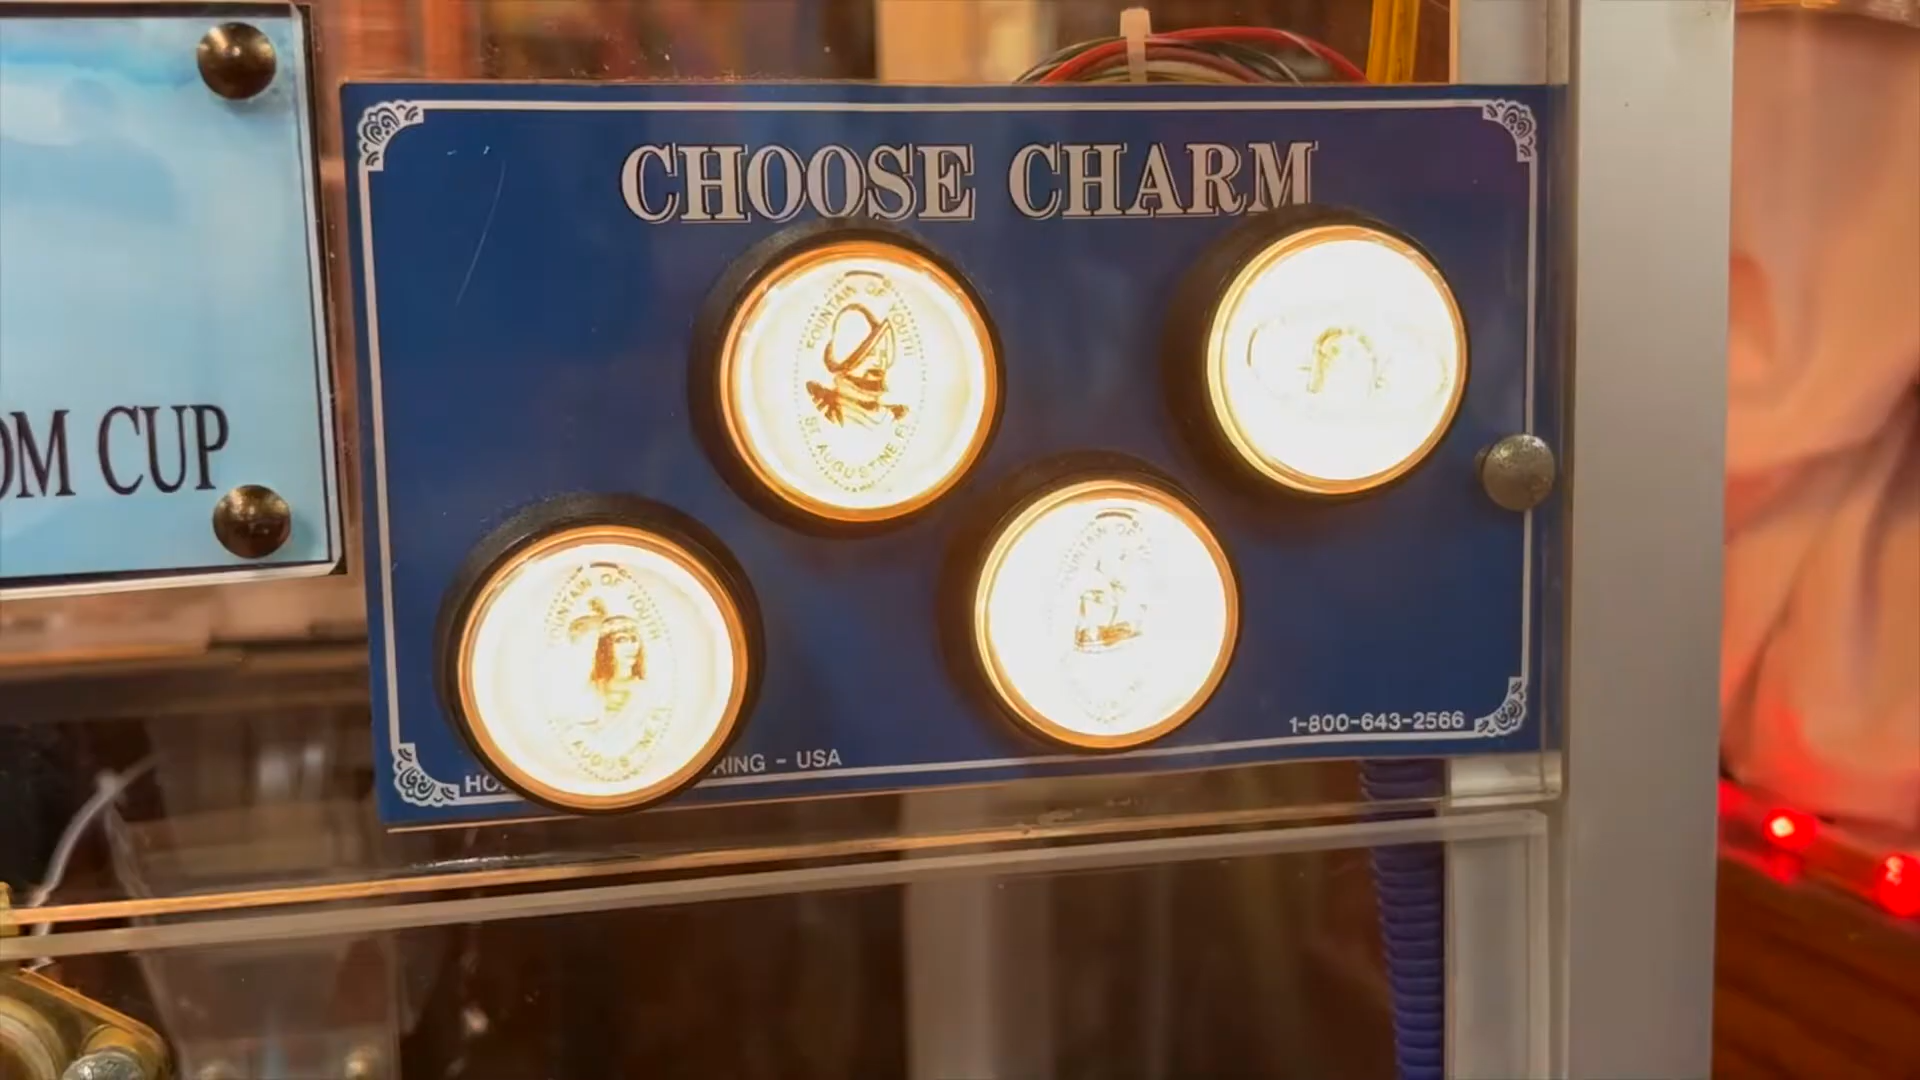 OM CUP
CHOOSE CHARM
FOUNTAIN OF YOUTH
ST. AUGUSTINE, FL
FOUNTAIN OF YOUTH
AUGUSTINE
1-800-643-2566
RING - USA